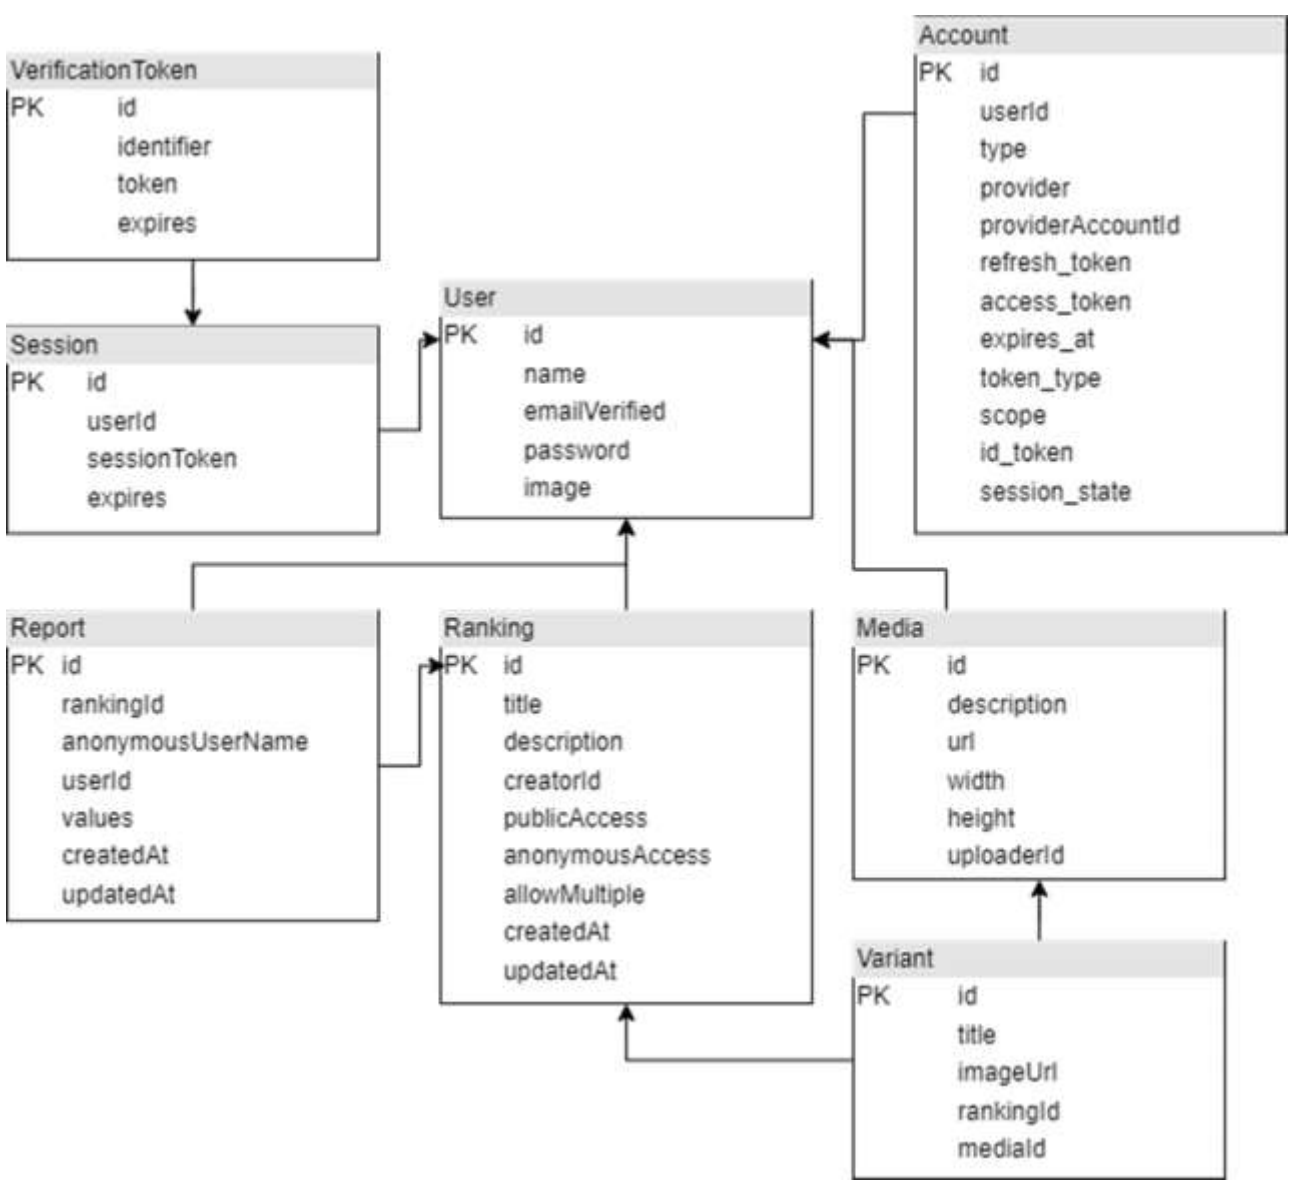 VerificationToken
PK id
identifier
token
expires
Account
PK id
userId
type
provider
providerAccountId
refresh_token
access_token
expires_at
token_type
scope
id_token
session_state
Session
PK id
userId
sessionToken
expires
User
PK id
name
emailVerified
password
image
Report
PK id
rankingId
anonymousUserName
userId
values
createdAt
updatedAt
Ranking
PK id
title
description
creatorId
publicAccess
anonymousAccess
allowMultiple
createdAt
updatedAt
Media
PK id
description
url
width
height
uploaderId
Variant
PK id
title
imageUrl
rankingId
mediaId